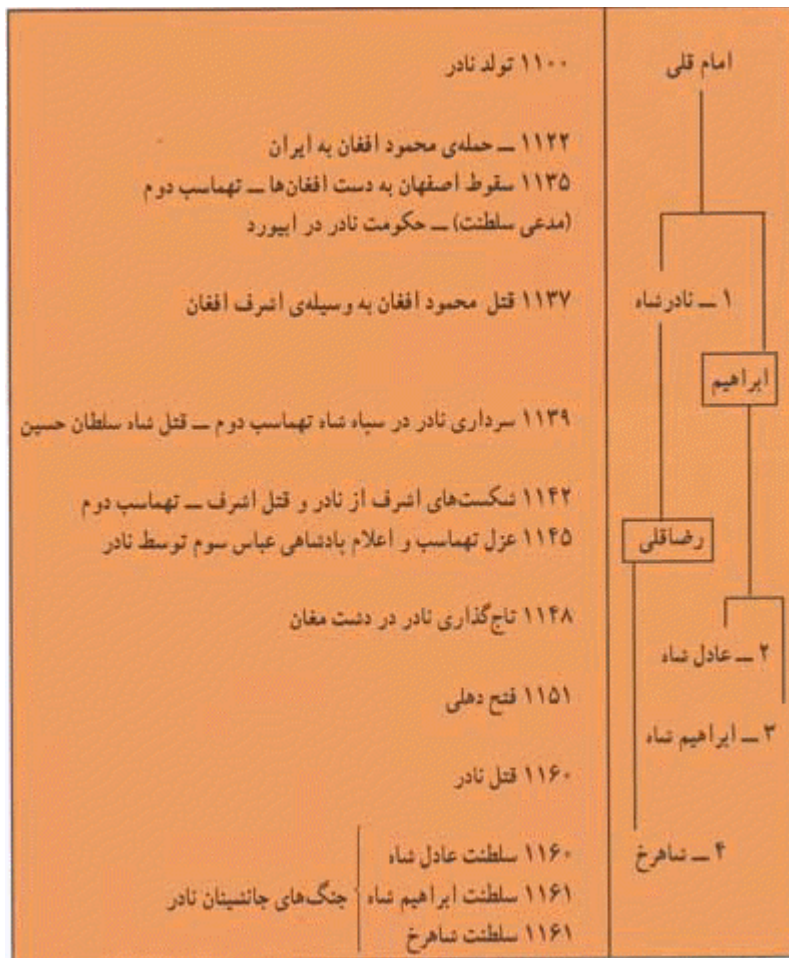 امام قلی
۱ ــ نادرشاه
ابراهیم
رضاقلی
۲ ــ عادل شاه
۳ ــ ابراهیم شاه
۴ ــ شاهرخ
۱۱۰۰ تولد نادر
۱۱۲۲ ــ حمله‌ی محمود افغان به ایران
۱۱۳۵ سقوط اصفهان به دست افغان‌ها ــ تهماسب دوم
(مدعی سلطنت) ــ حکومت نادر در ابیورد
۱۱۳۷ قتل محمود افغان به وسیله‌ی اشرف افغان
۱۱۳۹ سرداری نادر در سپاه شاه تهماسب دوم ــ قتل شاه سلطان حسین
۱۱۴۲ شکست‌های اشرف از نادر و قتل اشرف ــ تهماسب دوم
۱۱۴۵ عزل تهماسب و اعلام پادشاهی عباس سوم توسط نادر
۱۱۴۸ تاج‌گذاری نادر در دشت مغان
۱۱۵۱ فتح دهلی
۱۱۶۰ قتل نادر
۱۱۶۰ سلطنت عادل شاه
۱۱۶۱ سلطنت ابراهیم شاه
۱۱۶۱ سلطنت شاهرخ
جنگ‌های جانشینان نادر